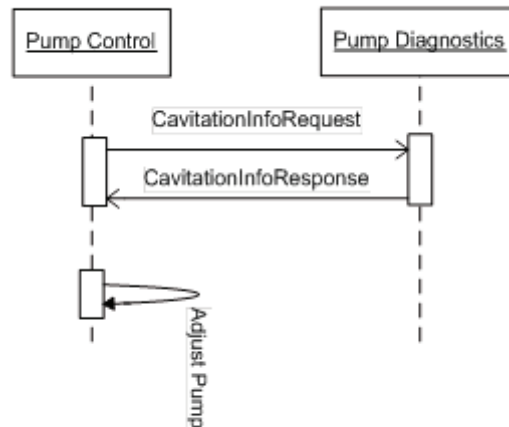 Pump Control
Pump Diagnostics
CavitationInfoRequest
CavitationInfoResponse
Adjust Pump